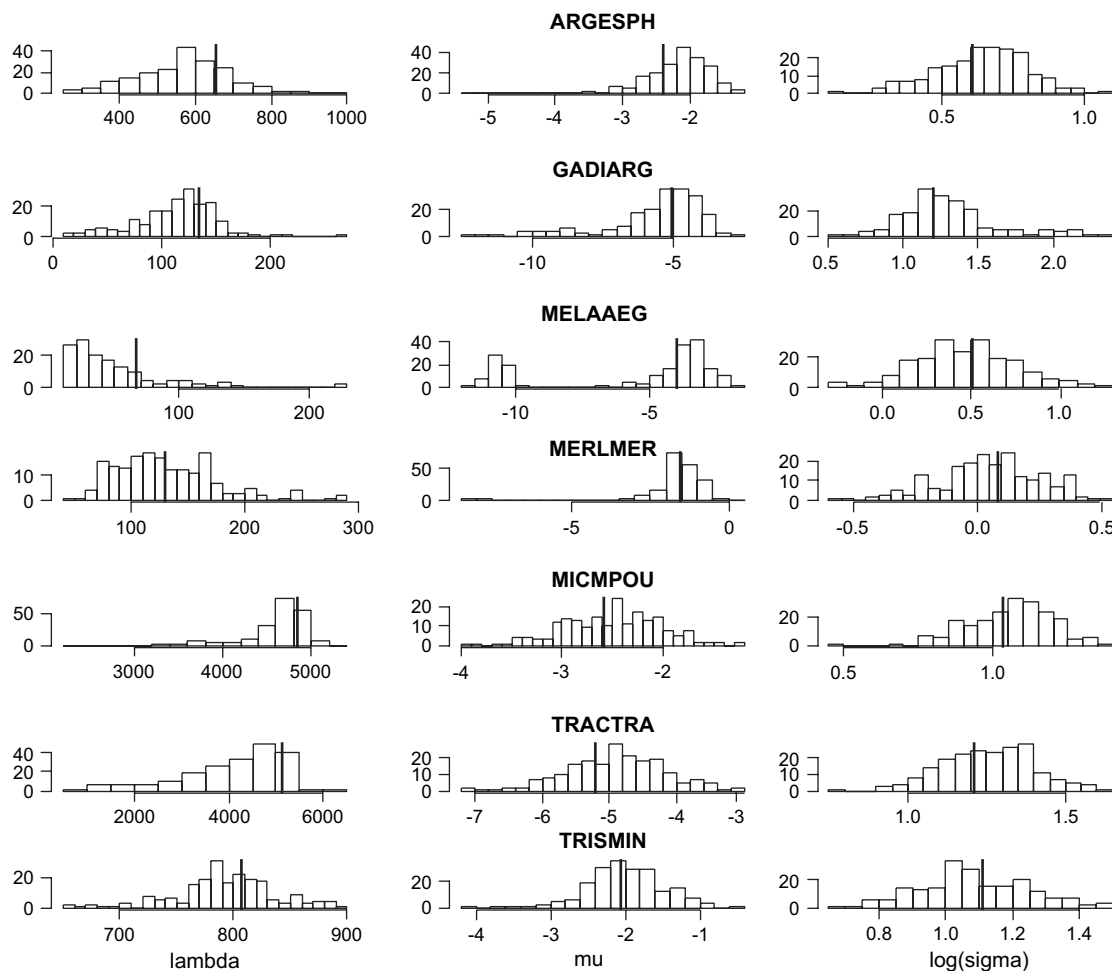 ARGESPH
40
20
0
400 600 800 1000
40
20
0
-5 -4 -3 -2
20
10
0
0.5 1.0
GADIARG
20
0
0 100 200
20
0
-10 -5
20
0
0.5 1.0 1.5 2.0
MELAAEG
20
0
100 200
40
20
0
-10 -5
20
0
0.0 0.5 1.0
MERLMER
10
0
100 200 300
50
0
-5 0
20
10
0
-0.5 0.0 0.5
MICMPOU
50
0
3000 4000 5000
20
10
0
-4 -3 -2
20
0
0.5 1.0
TRACTRA
40
20
0
2000 4000 6000
20
10
0
-7 -6 -5 -4 -3
20
0
1.0 1.5
TRISMIN
20
0
700 800 900
20
0
-4 -3 -2 -1
20
0
0.8 1.0 1.2 1.4
lambda mu log(sigma)